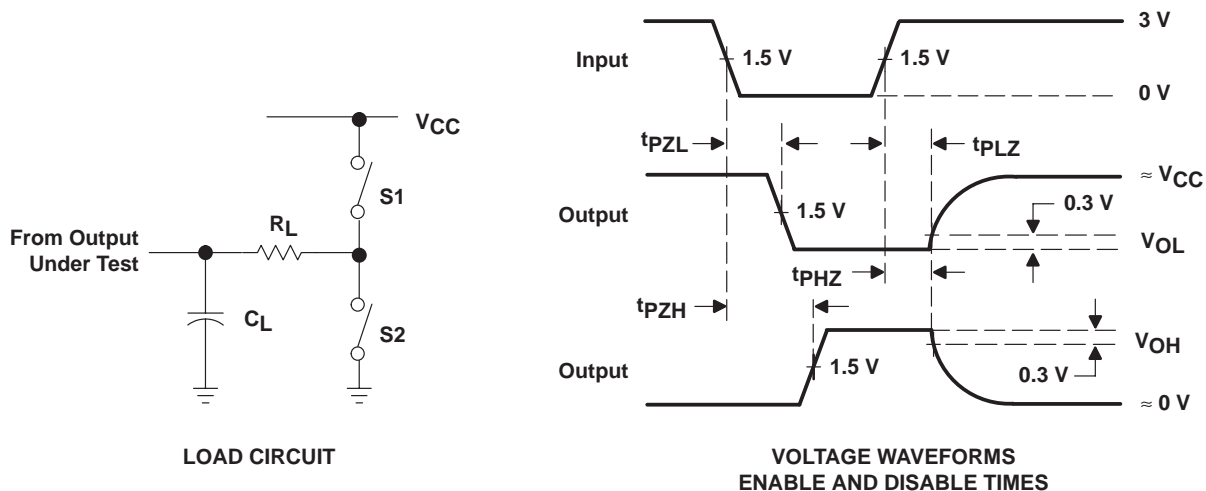 VCC
S1
RL
From Output
Under Test
CL
S2
LOAD CIRCUIT
3 V
Input
1.5 V
1.5 V
0 V
tPZL
tPLZ
≈ VCC
0.3 V
Output
1.5 V
VOL
tPHZ
tPZH
VOH
Output
1.5 V
0.3 V
≈ 0 V
VOLTAGE WAVEFORMS
ENABLE AND DISABLE TIMES